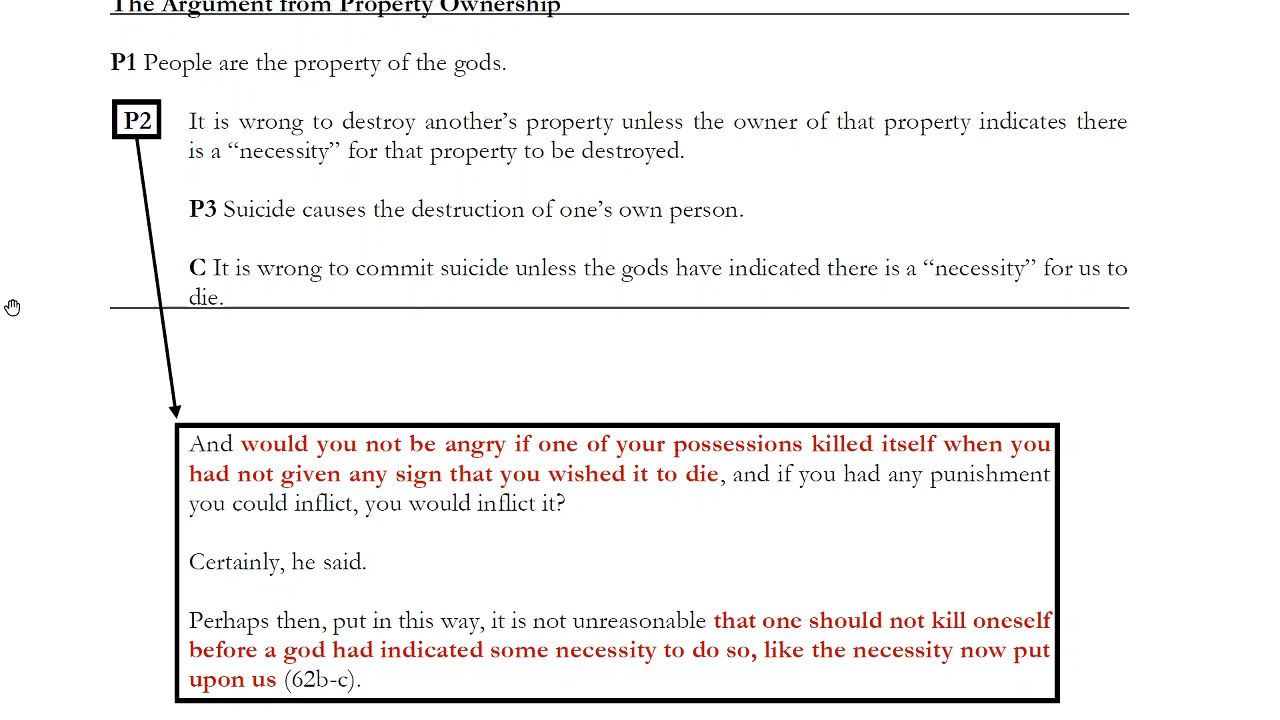 The Argument from Property Ownership
P1 People are the property of the gods.
P2 It is wrong to destroy another’s property unless the owner of that property indicates there
is a “necessity” for that property to be destroyed.
P3 Suicide causes the destruction of one’s own person.
C It is wrong to commit suicide unless the gods have indicated there is a “necessity” for us to
die.
And would you not be angry if one of your possessions killed itself when you
had not given any sign that you wished it to die, and if you had any punishment
you could inflict, you would inflict it?
Certainly, he said.
Perhaps then, put in this way, it is not unreasonable that one should not kill oneself
before a god had indicated some necessity to do so, like the necessity now put
upon us (62b-c).